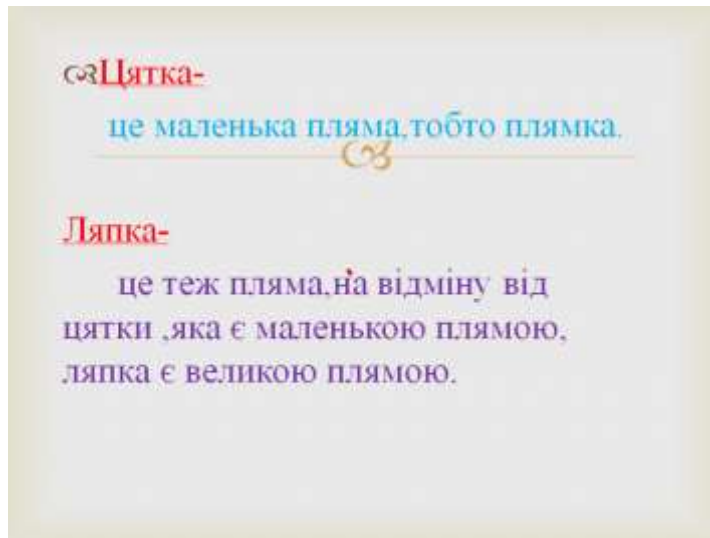 Цятка-
це маленька пляма,тобто плямка.
Ляпка-
це теж пляма,на відміну від
цятки ,яка є маленькою плямою,
ляпка є великою плямою.